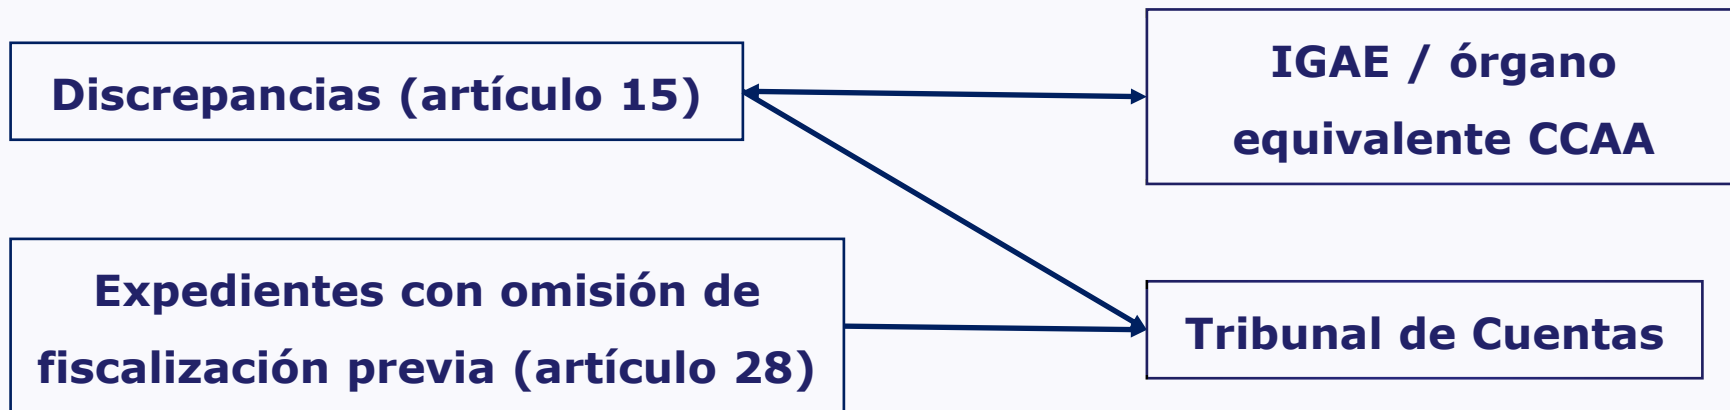 Discrepancias (artículo 15)
IGAE / órgano
equivalente CCAA
Expedientes con omisión de
fiscalización previa (artículo 28)
Tribunal de Cuentas